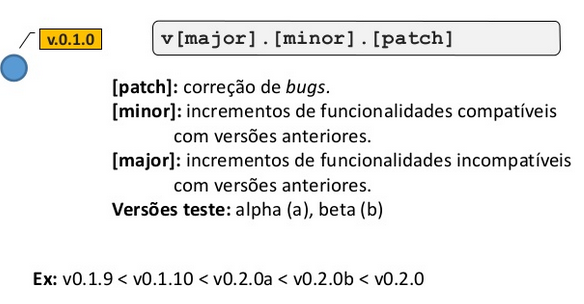 v.0.1.0
v[major].[minor].[patch]
[patch]: correção de bugs.
[minor]: incrementos de funcionalidades compatíveis
com versões anteriores.
[major]: incrementos de funcionalidades incompatíveis
com versões anteriores.
Versões teste: alpha (a), beta (b)
Ex: v0.1.9 < v0.1.10 < v0.2.0a < v0.2.0b < v0.2.0